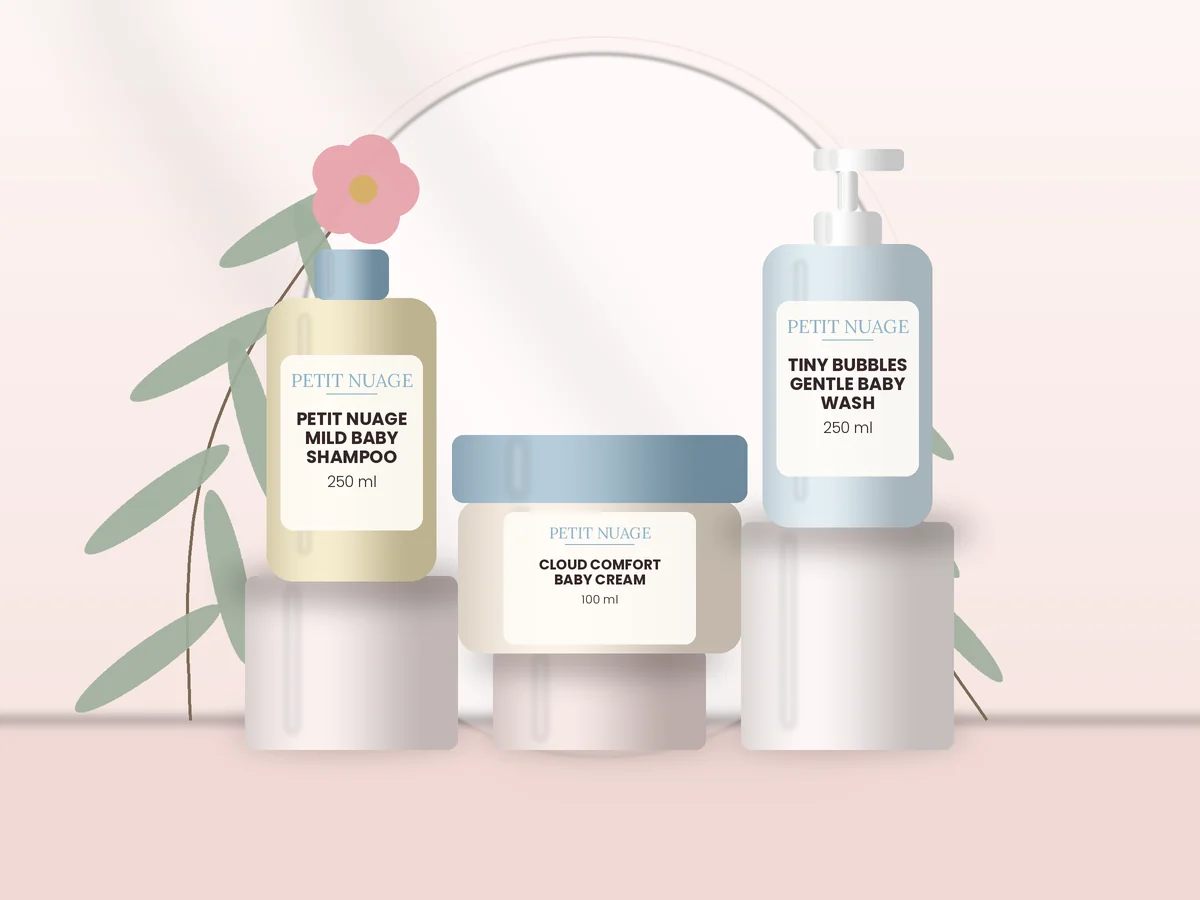 PETIT NUAGE
PETIT NUAGE
MILD BABY
SHAMPOO
250 ml
PETIT NUAGE
CLOUD COMFORT
BABY CREAM
100 ml
PETIT NUAGE
TINY BUBBLES
GENTLE BABY
WASH
250 ml